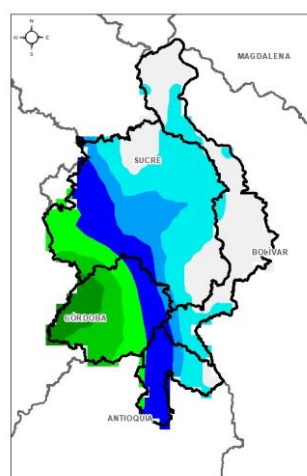 N
W E
S
MAGDALENA
SUCRE
BOLIVAR
CORDOBA
ANTIOQUIA